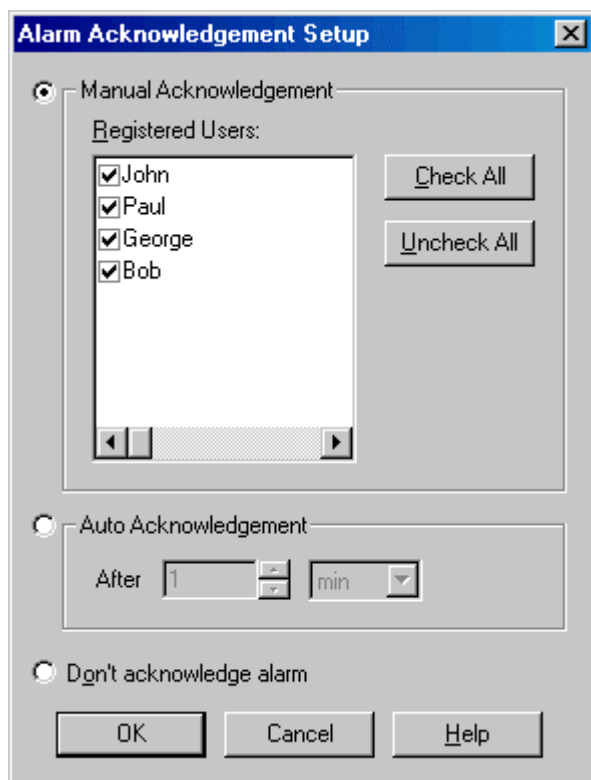 Alarm Acknowledgement Setup
Manual Acknowledgement
Registered Users:
John
Paul
George
Bob
Check All
Uncheck All
Auto Acknowledgement
After 1 min
Don't acknowledge alarm
OK Cancel Help